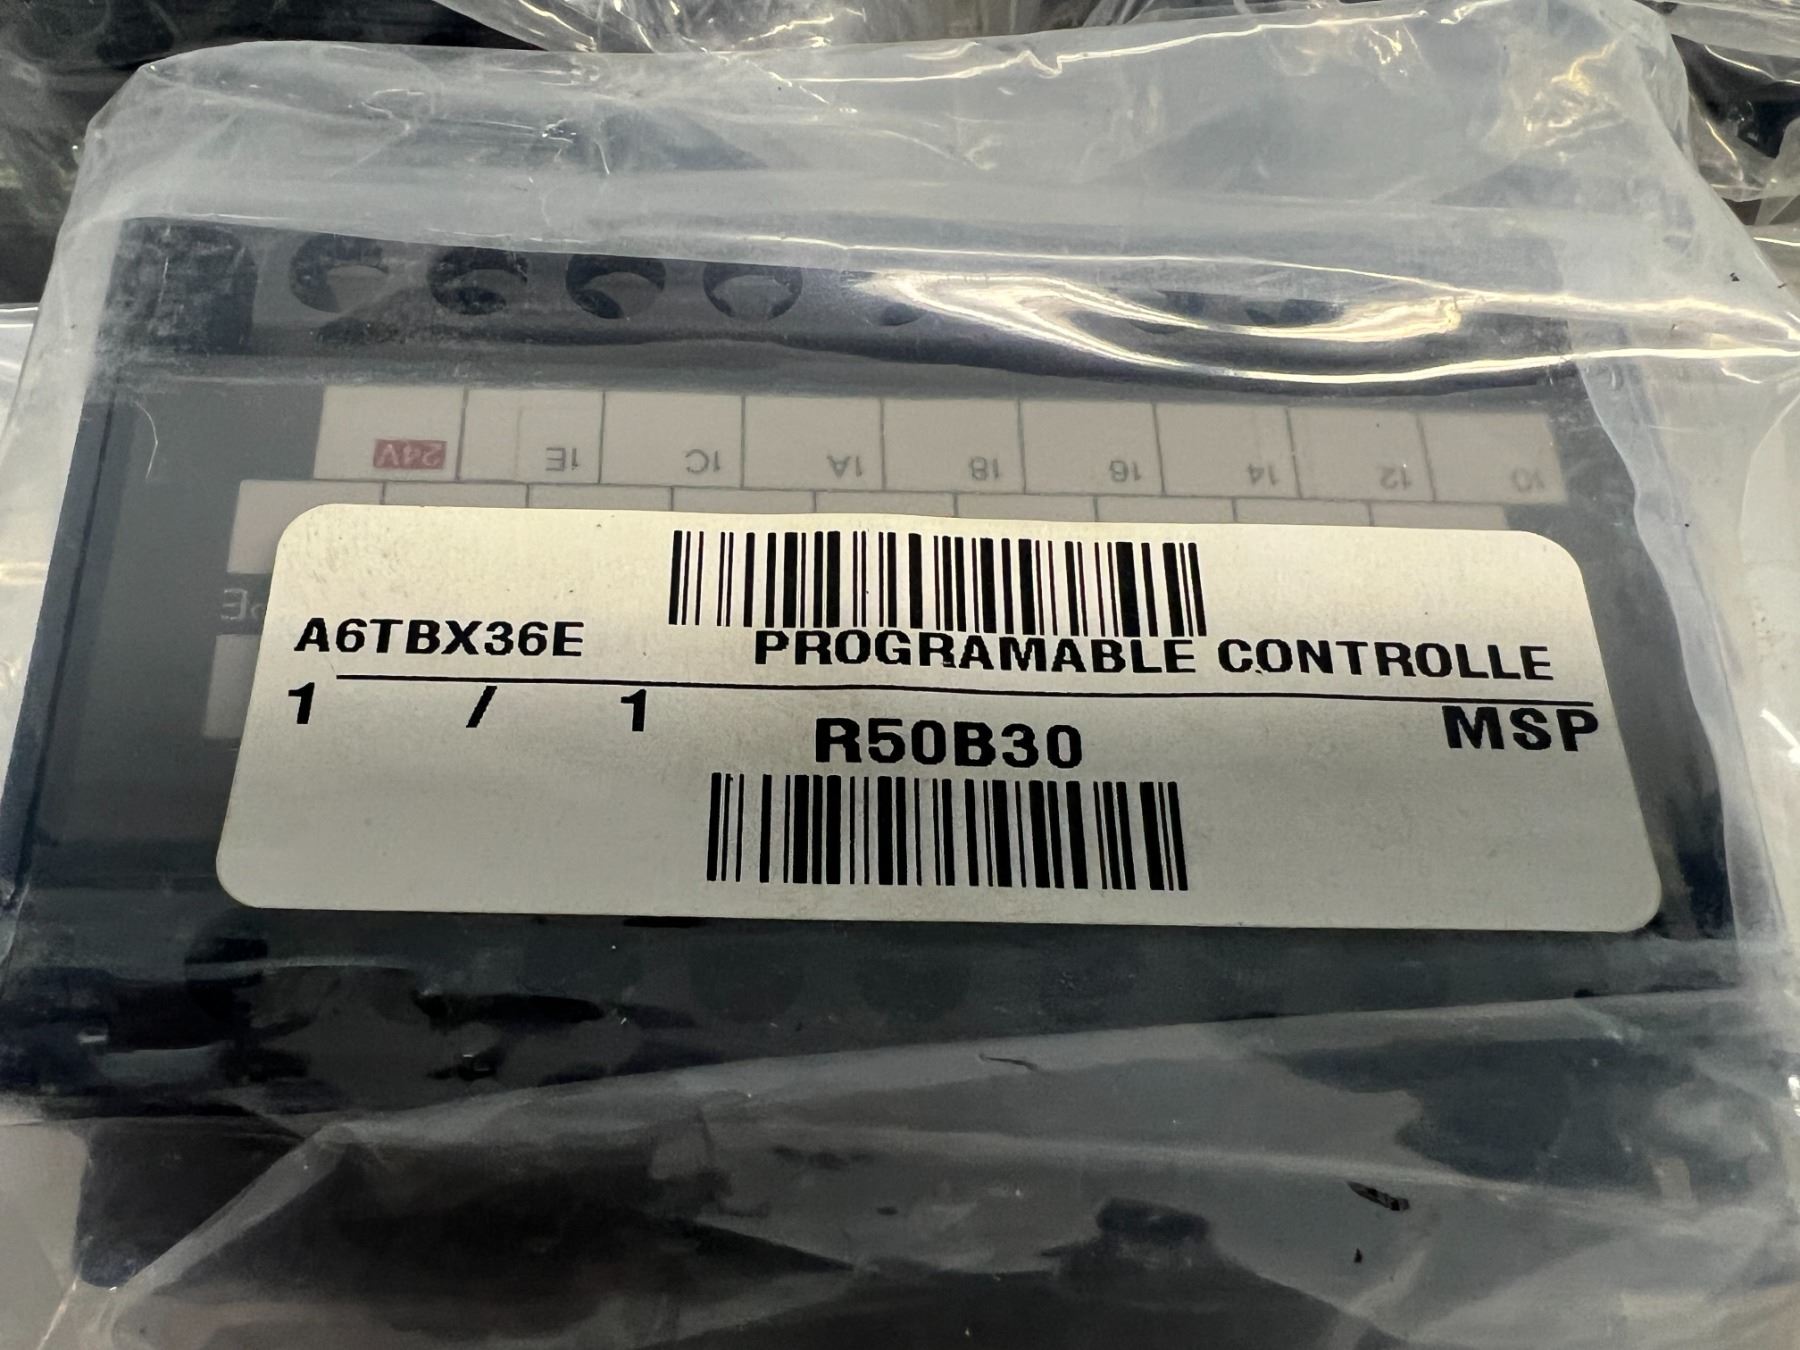 24V 1E 1C 1A 18 16 14 12 10
A6TBX36E PROGRAMABLE CONTROLLE
1 / 1 R50B30 MSP